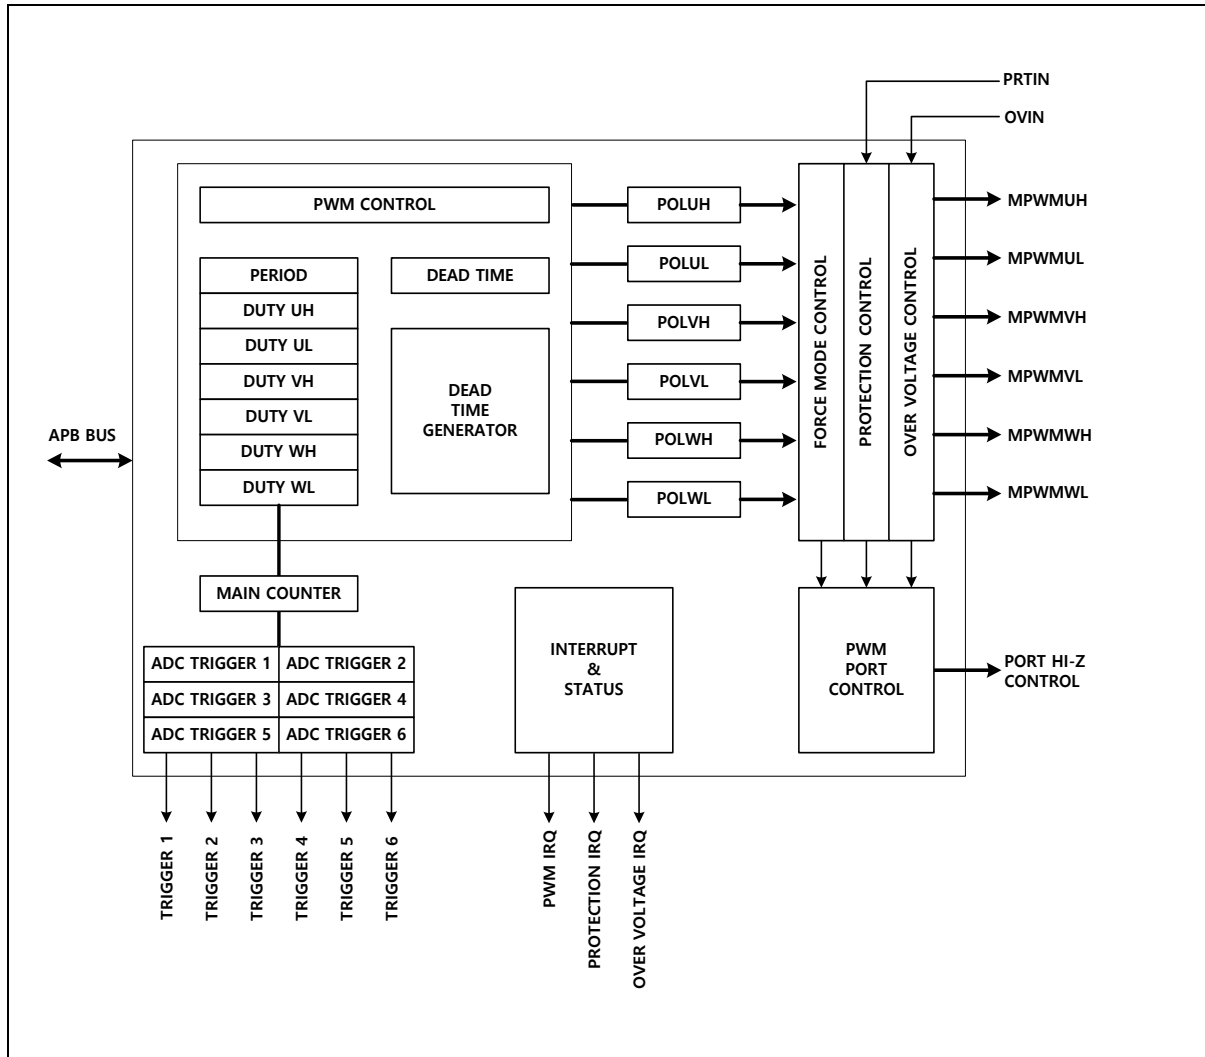 PRTIN
OVIN
PWM CONTROL
PERIOD
DUTY UH
DUTY UL
DUTY VH
DUTY VL
DUTY WH
DUTY WL
DEAD TIME
DEAD
TIME
GENERATOR
POLUH
POLUL
POLVH
POLVL
POLWH
POLWL
FORCE MODE CONTROL
PROTECTION CONTROL
OVER VOLTAGE CONTROL
MPWMUH
MPWMUL
MPWMVH
MPWMVL
MPWMWH
MPWMWL
APB BUS
MAIN COUNTER
ADC TRIGGER 1
ADC TRIGGER 2
ADC TRIGGER 3
ADC TRIGGER 4
ADC TRIGGER 5
ADC TRIGGER 6
INTERRUPT
&
STATUS
PWM
PORT
CONTROL
PORT HI-Z
CONTROL
TRIGGER 1
TRIGGER 2
TRIGGER 3
TRIGGER 4
TRIGGER 5
TRIGGER 6
PWM IRQ
PROTECTION IRQ
OVER VOLTAGE IRQ